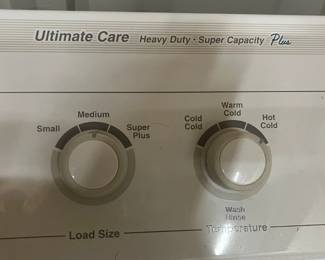 Ultimate Care Heavy Duty · Super Capacity Plus
Medium
Small
Super
Plus
Load Size
Warm
Cold
Cold
Cold
Hot
Cold
Wash
Rinse
Temperature